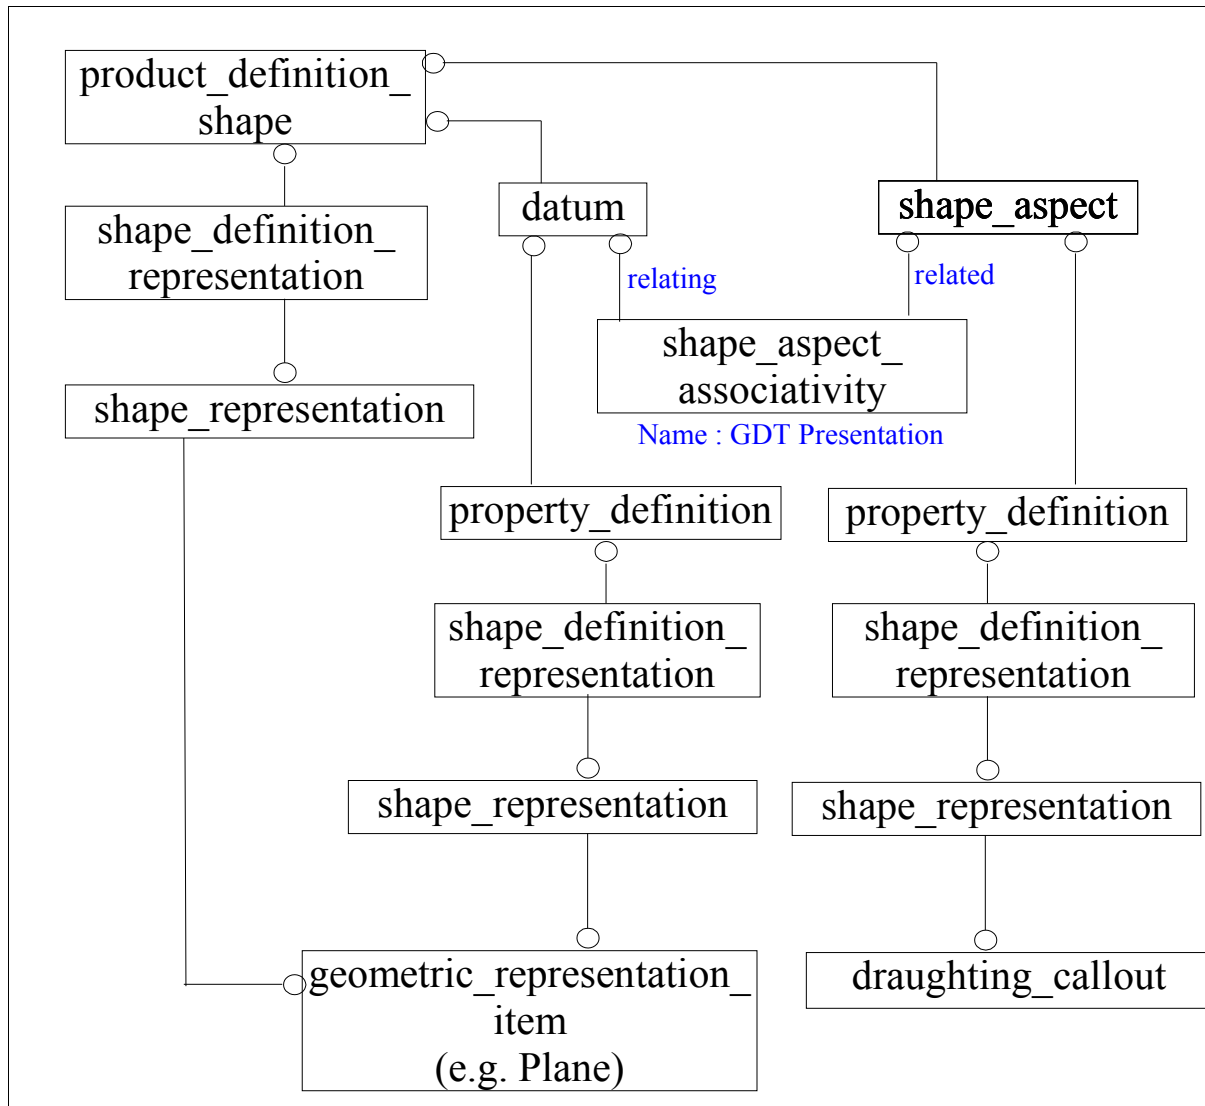 product_definition_
shape
datum
shape_aspect
shape_definition_
representation
relating
related
shape_aspect_
associativity
Name : GDT Presentation
shape_representation
property_definition
property_definition
shape_definition_
representation
shape_definition_
representation
shape_representation
shape_representation
geometric_representation_
item
(e.g. Plane)
draughting_callout